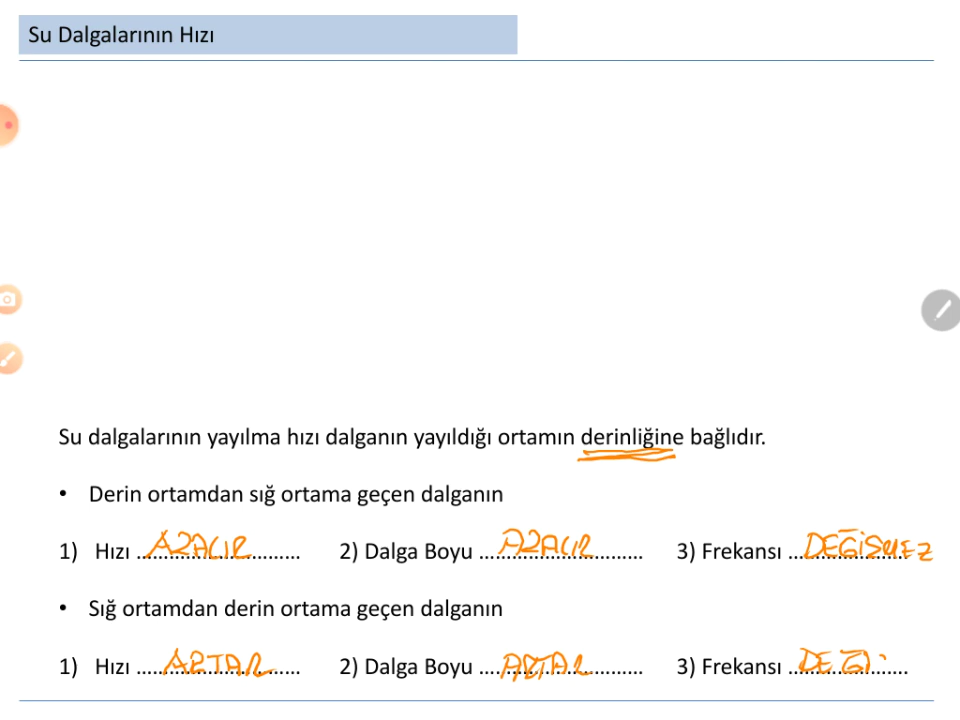 Su Dalgalarının Hızı
Su dalgalarının yayılma hızı dalganın yayıldığı ortamın derinliğine bağlıdır.
• Derin ortamdan sığ ortama geçen dalganın
1) Hızı ....AZALIR.... 2) Dalga Boyu ....AZALIR.... 3) Frekansı ....DEĞİŞMEZ
• Sığ ortamdan derin ortama geçen dalganın
1) Hızı ....ARTAR.... 2) Dalga Boyu ....ARTAR.... 3) Frekansı ....DEĞİ....